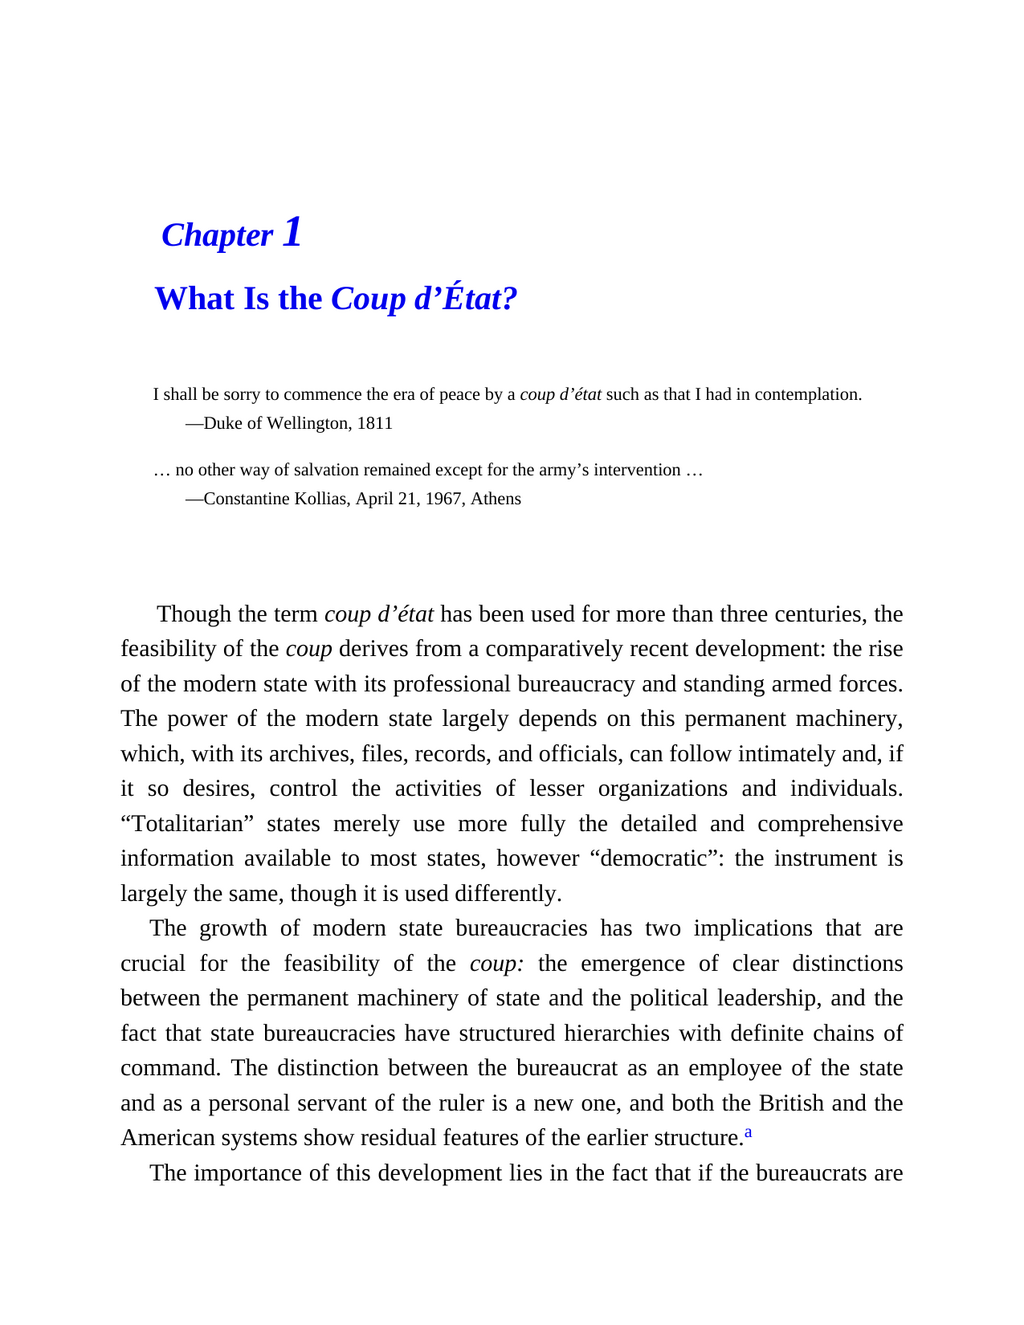 Chapter 1
What Is the Coup d’État?
I shall be sorry to commence the era of peace by a coup d’état such as that I had in contemplation.
—Duke of Wellington, 1811
… no other way of salvation remained except for the army’s intervention …
—Constantine Kollias, April 21, 1967, Athens
Though the term coup d’état has been used for more than three centuries, the
feasibility of the coup derives from a comparatively recent development: the rise
of the modern state with its professional bureaucracy and standing armed forces.
The power of the modern state largely depends on this permanent machinery,
which, with its archives, files, records, and officials, can follow intimately and, if
it so desires, control the activities of lesser organizations and individuals.
“Totalitarian” states merely use more fully the detailed and comprehensive
information available to most states, however “democratic”: the instrument is
largely the same, though it is used differently.
The growth of modern state bureaucracies has two implications that are
crucial for the feasibility of the coup: the emergence of clear distinctions
between the permanent machinery of state and the political leadership, and the
fact that state bureaucracies have structured hierarchies with definite chains of
command. The distinction between the bureaucrat as an employee of the state
and as a personal servant of the ruler is a new one, and both the British and the
American systems show residual features of the earlier structure.a
The importance of this development lies in the fact that if the bureaucrats are